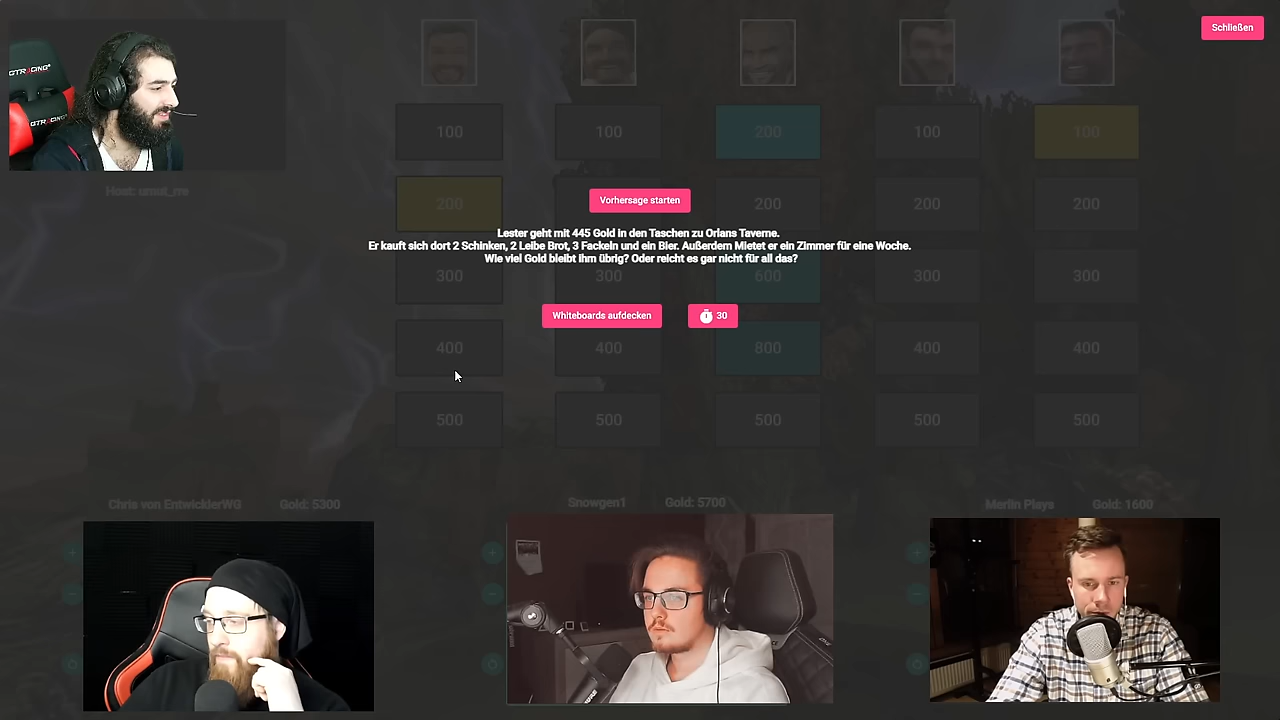 Schließen
GTRACING
GTRACING
100
100
200
100
100
Host: umnt_rre
200
200
200
200
Vorhersage starten
Lester geht mit 445 Gold in den Taschen zu Orlans Taverne.
Er kauft sich dort 2 Schinken, 2 Leibe Brot, 3 Fackeln und ein Bier. Außerdem Mietet er ein Zimmer für eine Woche.
Wie viel Gold bleibt ihm übrig? Oder reicht es gar nicht für all das?
300
300
600
300
300
Whiteboards aufdecken
30
400
400
800
400
400
500
500
500
500
500
Chris von EntwicklerWG
Gold: 5300
Snowgen1
Gold: 5700
Merlin Plays
Gold: 1600